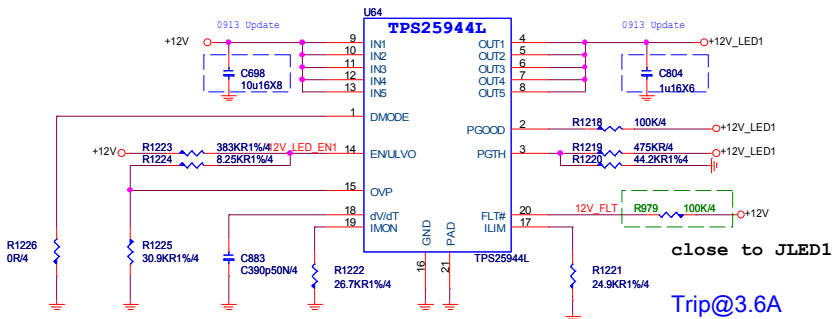 U64
TPS25944L
0913 Update
0913 Update
+12V
9 IN1 OUT1 4 +12V_LED1
10 IN2 OUT2 5
11 IN3 OUT3 6
12 IN4 OUT4 7
13 IN5 OUT5 8
C698
10u16X8
C804
1u16X6
1 DMODE
PGOOD 2 R1218 100K/4 +12V_LED1
+12V R1223 383KR1%/4 12V_LED_EN1 14 EN/ULVO
PGTH 3 R1219 475KR/4 +12V_LED1
R1224 8.25KR1%/4
R1220 44.2KR1%4
15 OVP
18 dV/dT
FLT# 20 12V_FLT R979 100K/4 +12V
19 IMON
ILIM 17
GND
PAD
16
21
TPS25944L
close to JLED1
R1226
0R/4
R1225
30.9KR1%/4
C883
C390p50N/4
R1222
26.7KR1%/4
R1221
24.9KR1%/4
Trip@3.6A